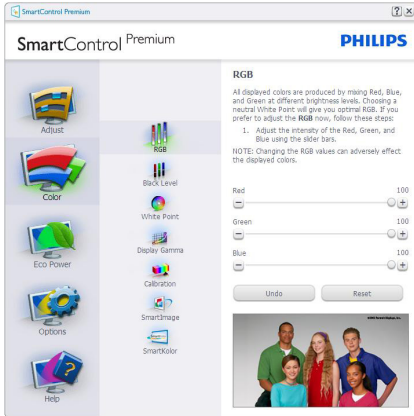 SmartControl Premium
SmartControl Premium
PHILIPS
Adjust
Color
Eco Power
Options
Help
RGB
Black Level
White Point
Display Gamma
Calibration
SmartImage
SmartKolor
RGB
All displayed colors are produced by mixing Red, Blue,
and Green at different brightness levels. Choosing a
neutral White Point will give you optimal RGB. If you
prefer to adjust the RGB now, follow these steps:
1. Adjust the intensity of the Red, Green, and
Blue using the slider bars.
NOTE: Changing the RGB values can adversely effect
the displayed colors.
Red 100
Green 100
Blue 100
Undo Reset